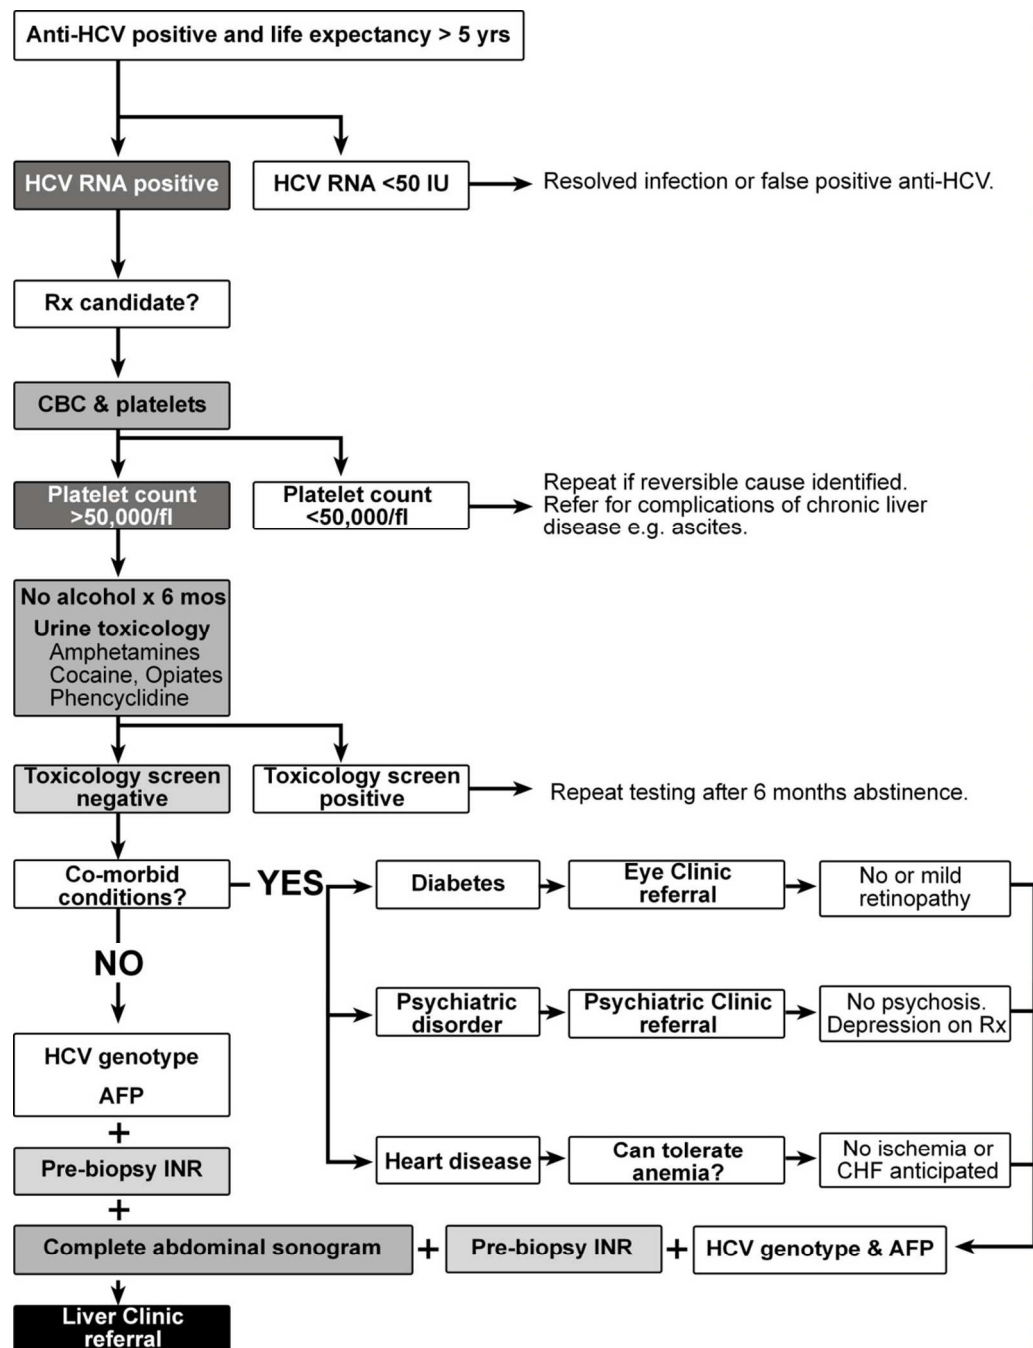 Anti-HCV positive and life expectancy > 5 yrs
HCV RNA positive
HCV RNA <50 IU
Resolved infection or false positive anti-HCV.
Rx candidate?
CBC & platelets
Platelet count
>50,000/fl
Platelet count
<50,000/fl
Repeat if reversible cause identified.
Refer for complications of chronic liver
disease e.g. ascites.
No alcohol x 6 mos
Urine toxicology
Amphetamines
Cocaine, Opiates
Phencyclidine
Toxicology screen
negative
Toxicology screen
positive
Repeat testing after 6 months abstinence.
Co-morbid
conditions?
YES
Diabetes
Eye Clinic
referral
No or mild
retinopathy
NO
Psychiatric
disorder
Psychiatric Clinic
referral
No psychosis.
Depression on Rx
HCV genotype
AFP
+
Pre-biopsy INR
+
Heart disease
Can tolerate
anemia?
No ischemia or
CHF anticipated
Complete abdominal sonogram + Pre-biopsy INR + HCV genotype & AFP
Liver Clinic
referral